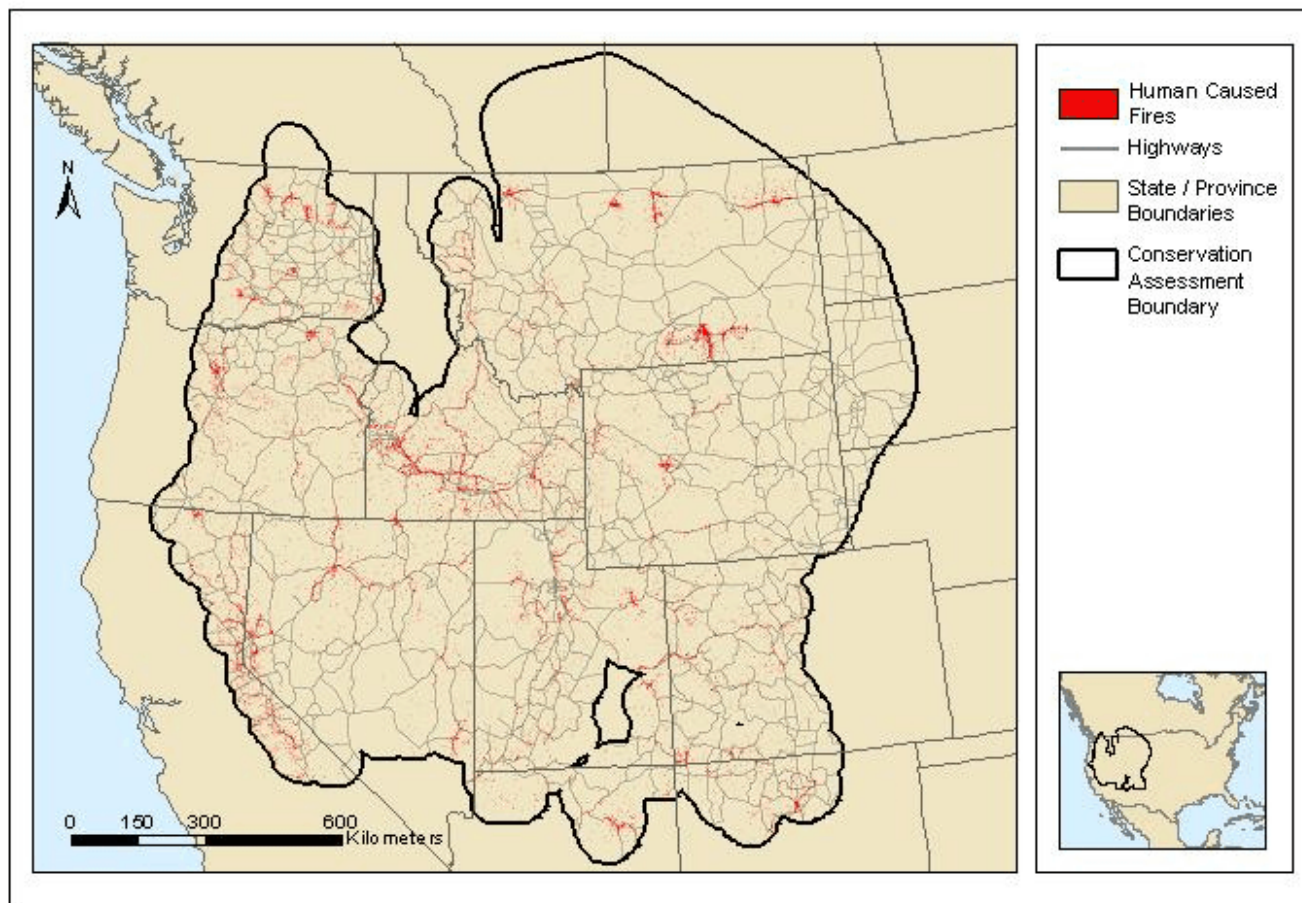 N
0 150 300 600
Kilometers
Human Caused
Fires
Highways
State / Province
Boundaries
Conservation
Assessment
Boundary